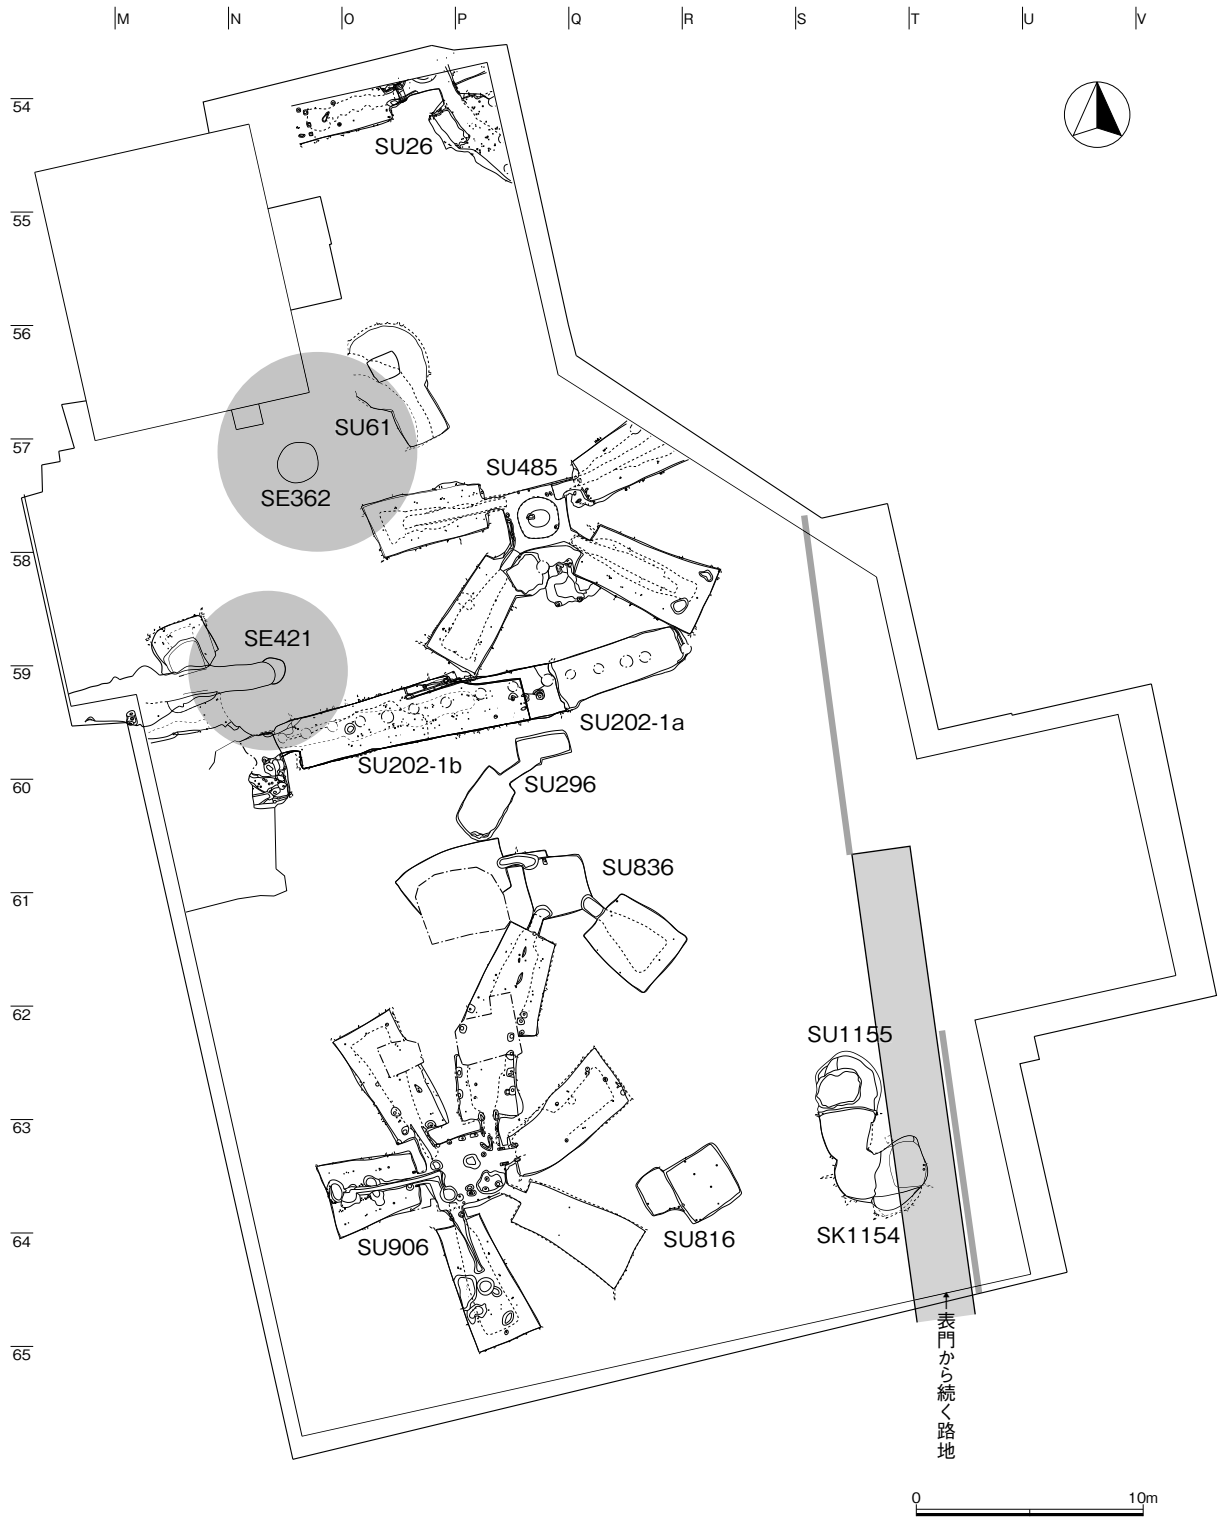 M N O P Q R S T U V
54
SU26
55
56
57
SU61
SU485
SE362
58
SE421
59
SU202-1a
SU202-1b
60
SU296
SU836
61
62
SU1155
63
SK1154
64
SU906
SU816
←表門から続く路地
65
0 10m